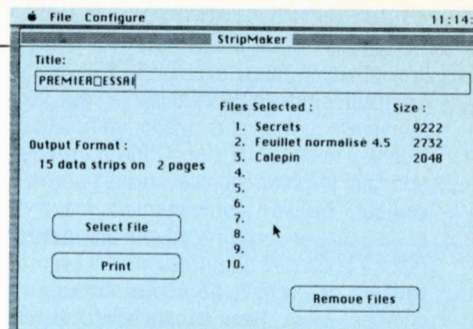 File Configure 11:14:
StripMaker
Title:
PREMIER□ESSAI
Files Selected : Size :
1. Secrets 9222
2. Feuillet normalisé 4.5 2732
3. Calepin 2048
4.
5.
6.
7.
8.
9.
10.
Output Format :
15 data strips on 2 pages
Select File
Print
Remove Files